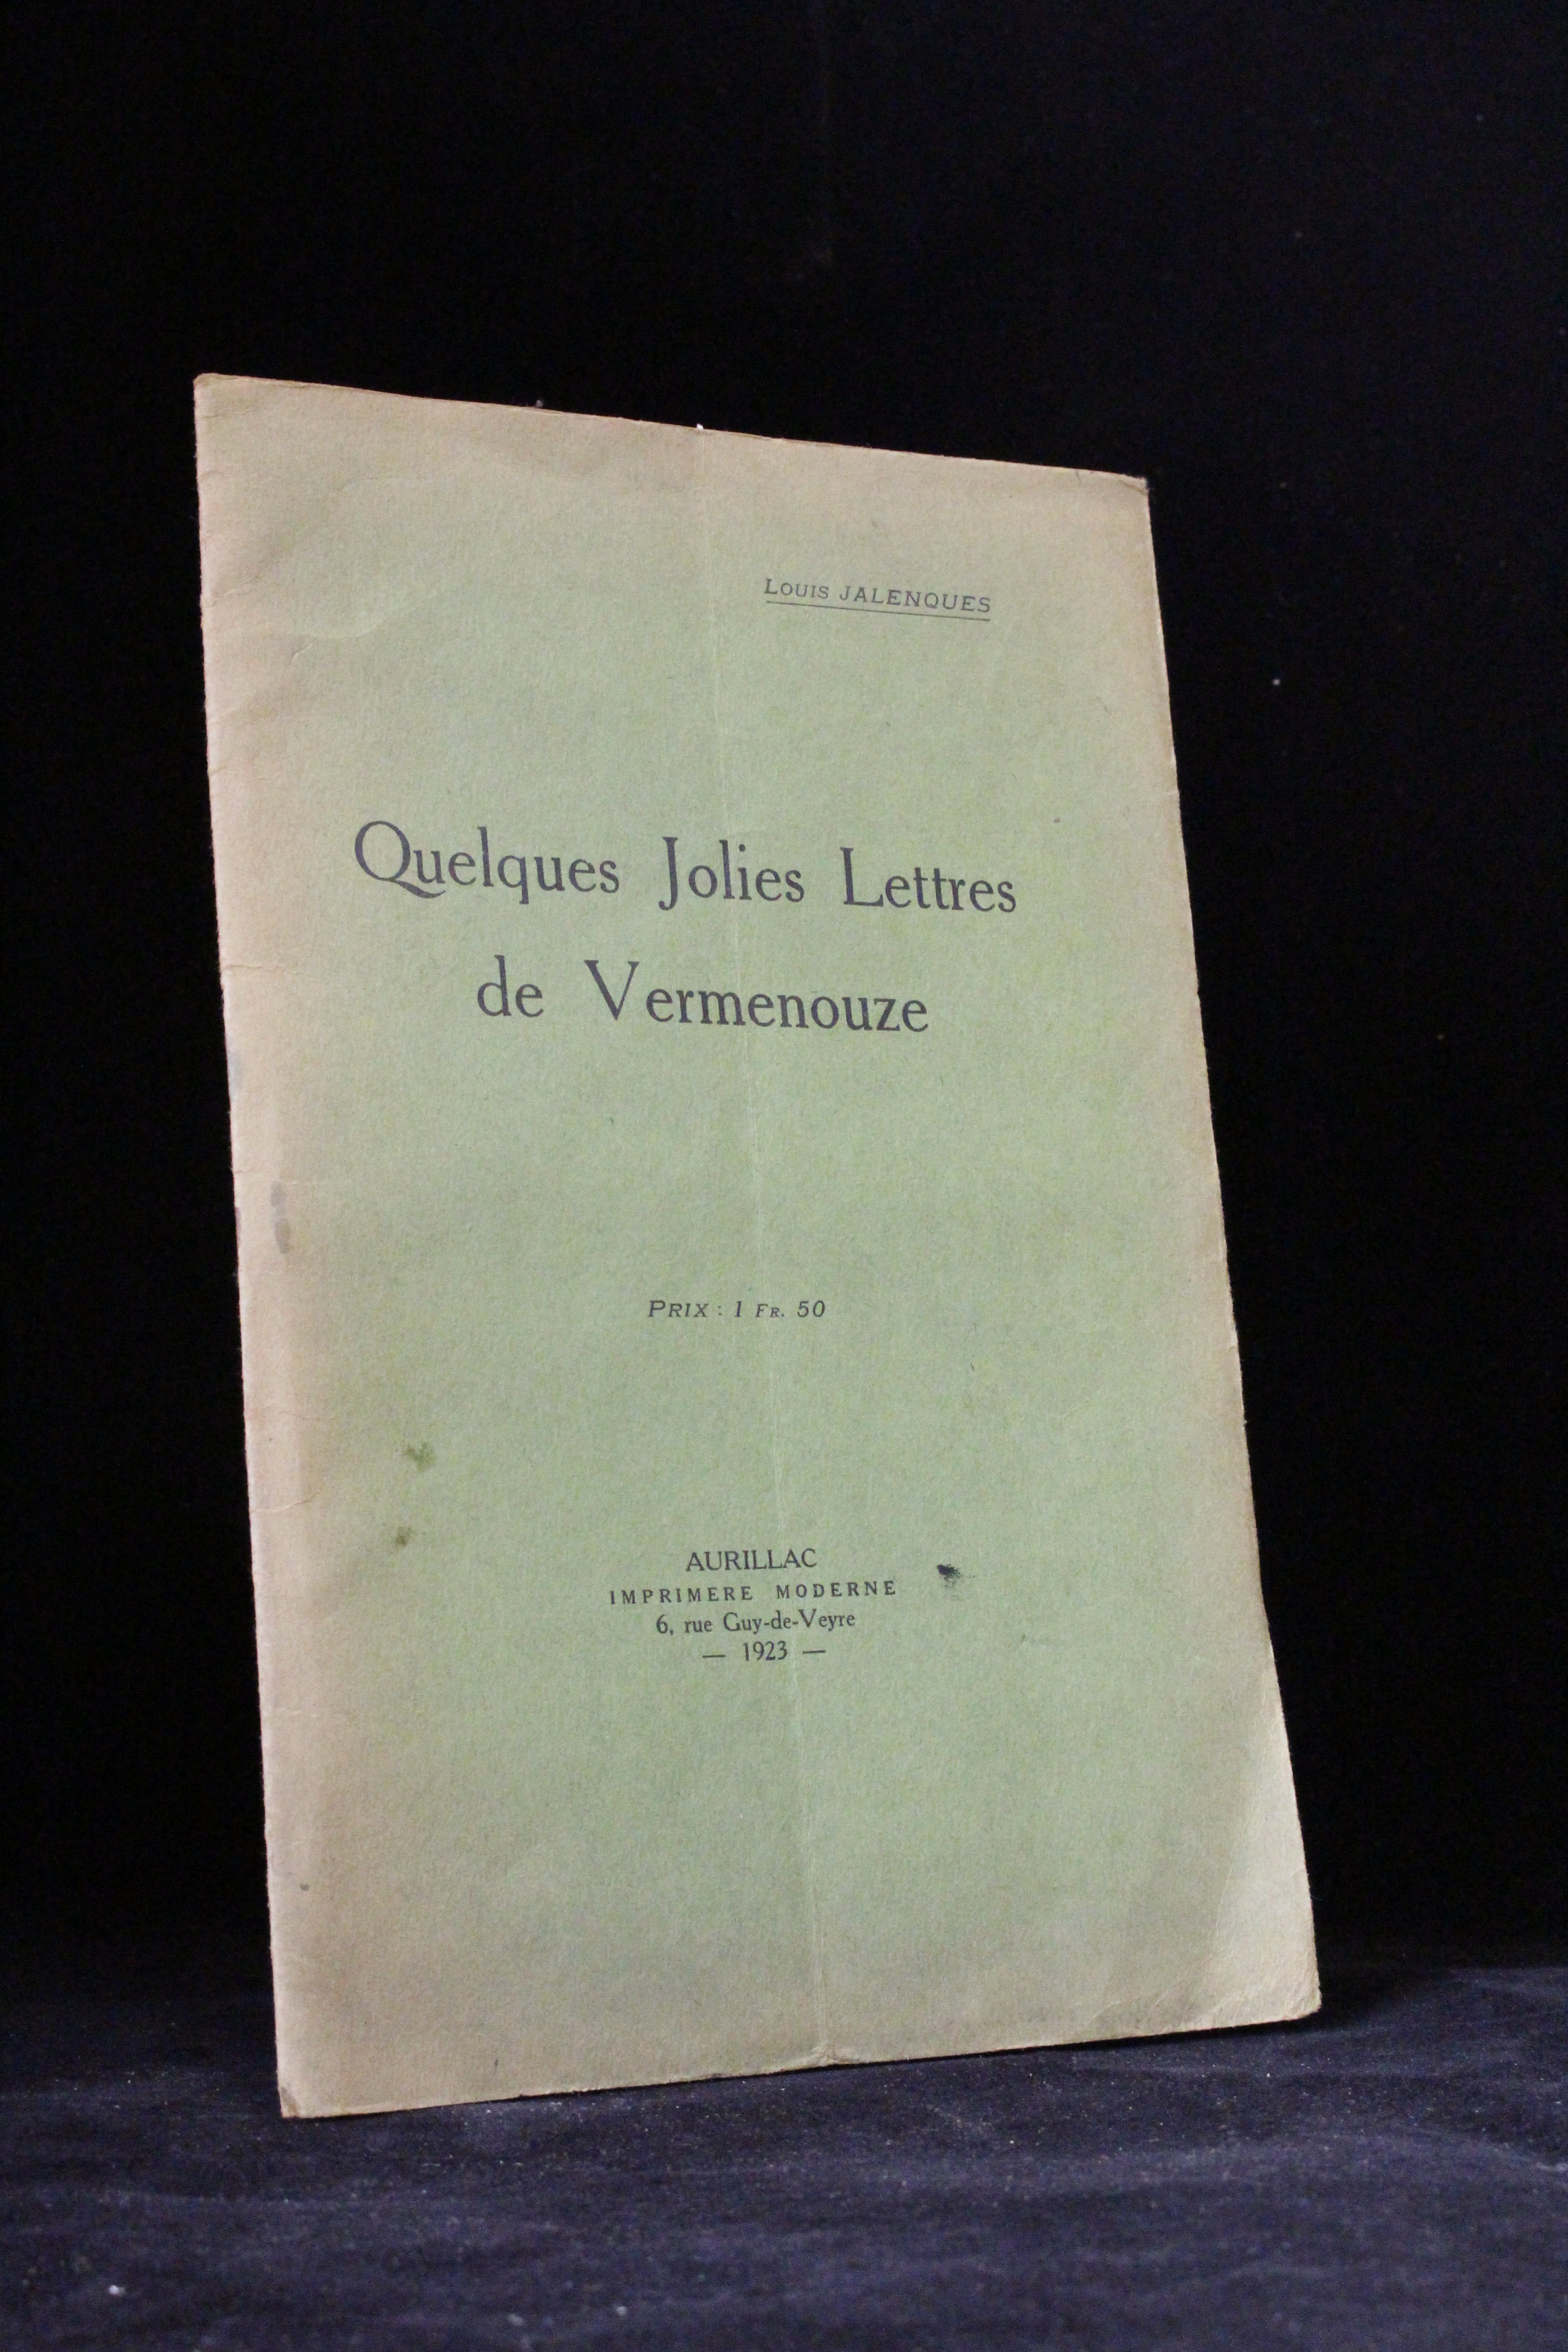 Louis JALENQUES
Quelques Jolies Lettres
de Vermenouze
PRIX : 1 FR. 50
AURILLAC
IMPRIMERE MODERNE
6, rue Guy-de-Veyre
— 1923 —